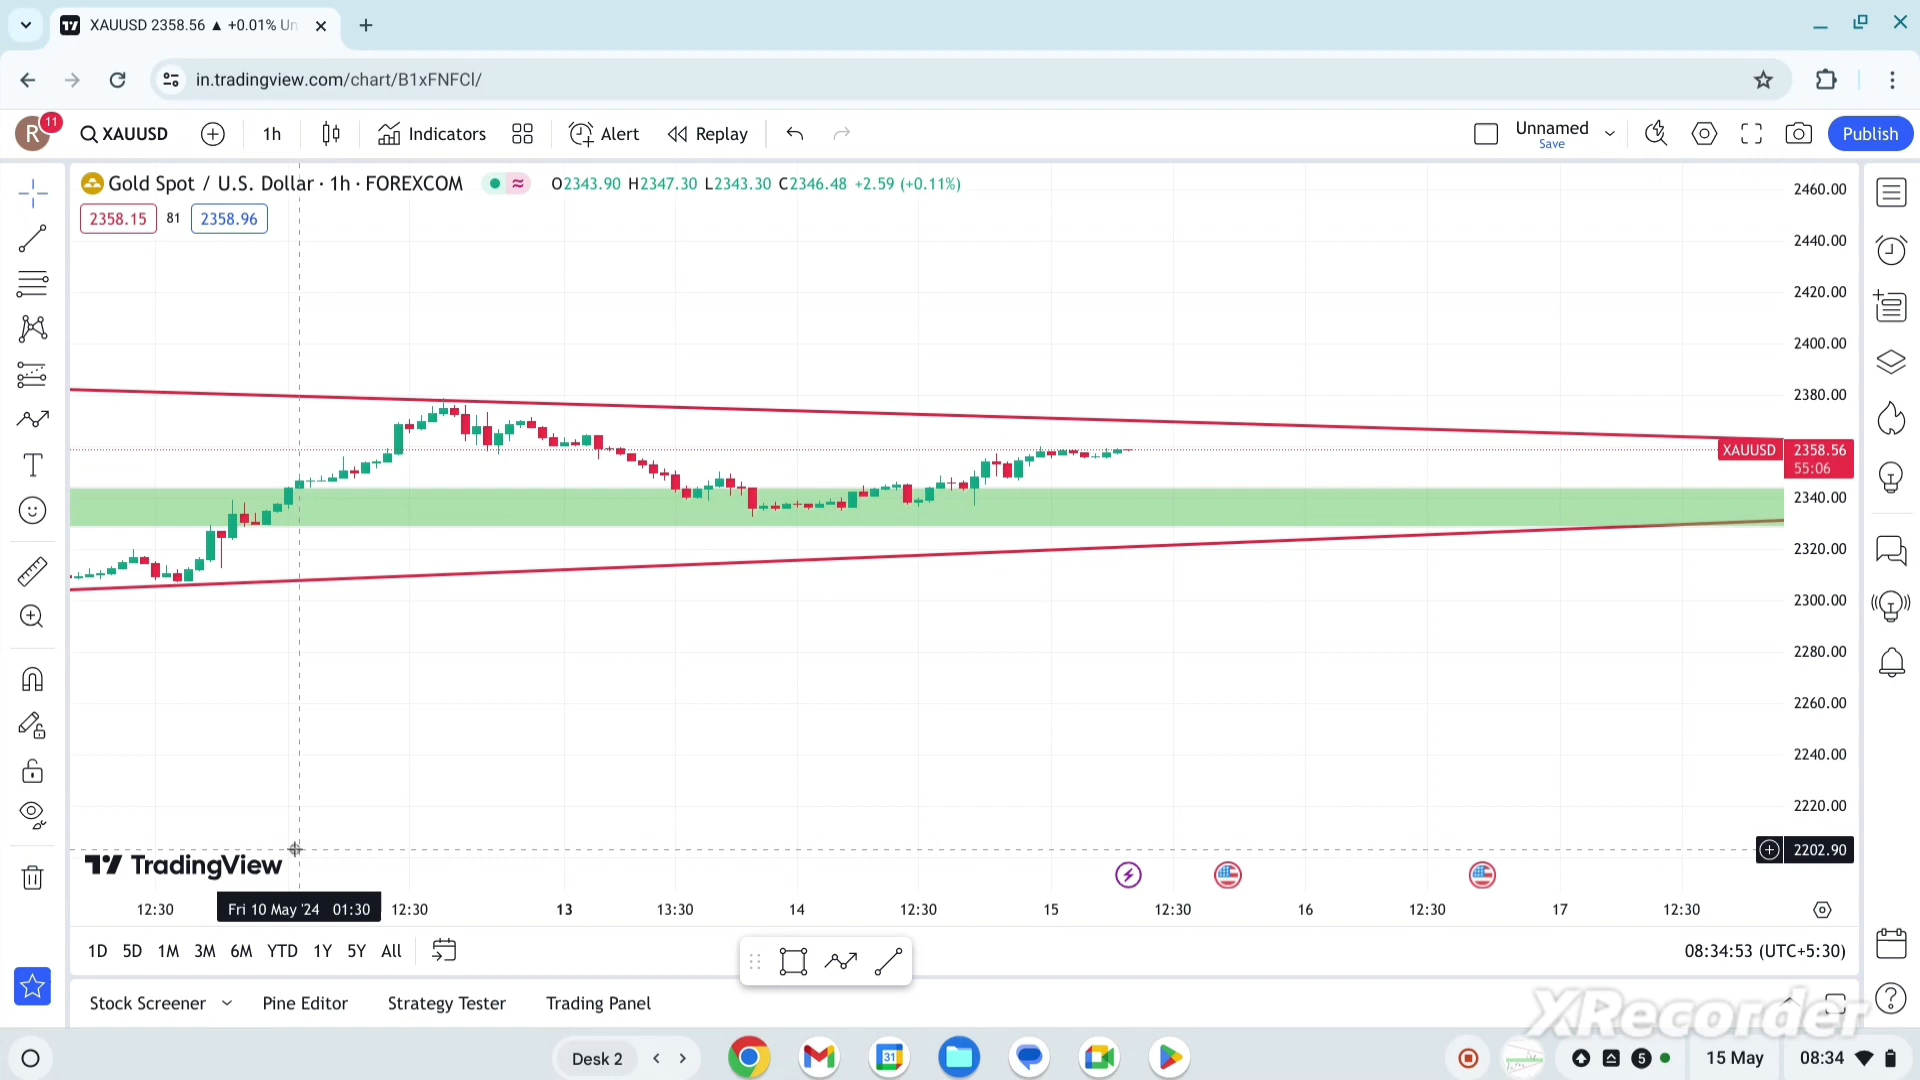 XAUUSD 2358.56 ▲ +0.01% Un
in.tradingview.com/chart/B1xFNFCl/
R 11 XAUUSD 1h Indicators Alert Replay Unnamed Save Publish
Gold Spot / U.S. Dollar · 1h · FOREXCOM O2343.90 H2347.30 L2343.30 C2346.48 +2.59 (+0.11%)
2358.15 81 2358.96
2460.00
2440.00
2420.00
2400.00
2380.00
XAUUSD 2358.56
55:06
2340.00
2320.00
2300.00
2280.00
2260.00
2240.00
2220.00
2202.90
TradingView
12:30 Fri 10 May '24 01:30 12:30 13 13:30 14 12:30 15 12:30 16 12:30 17 12:30
1D 5D 1M 3M 6M YTD 1Y 5Y All 08:34:53 (UTC+5:30)
Stock Screener Pine Editor Strategy Tester Trading Panel
XRecorder
Desk 2 31 5 15 May 08:34